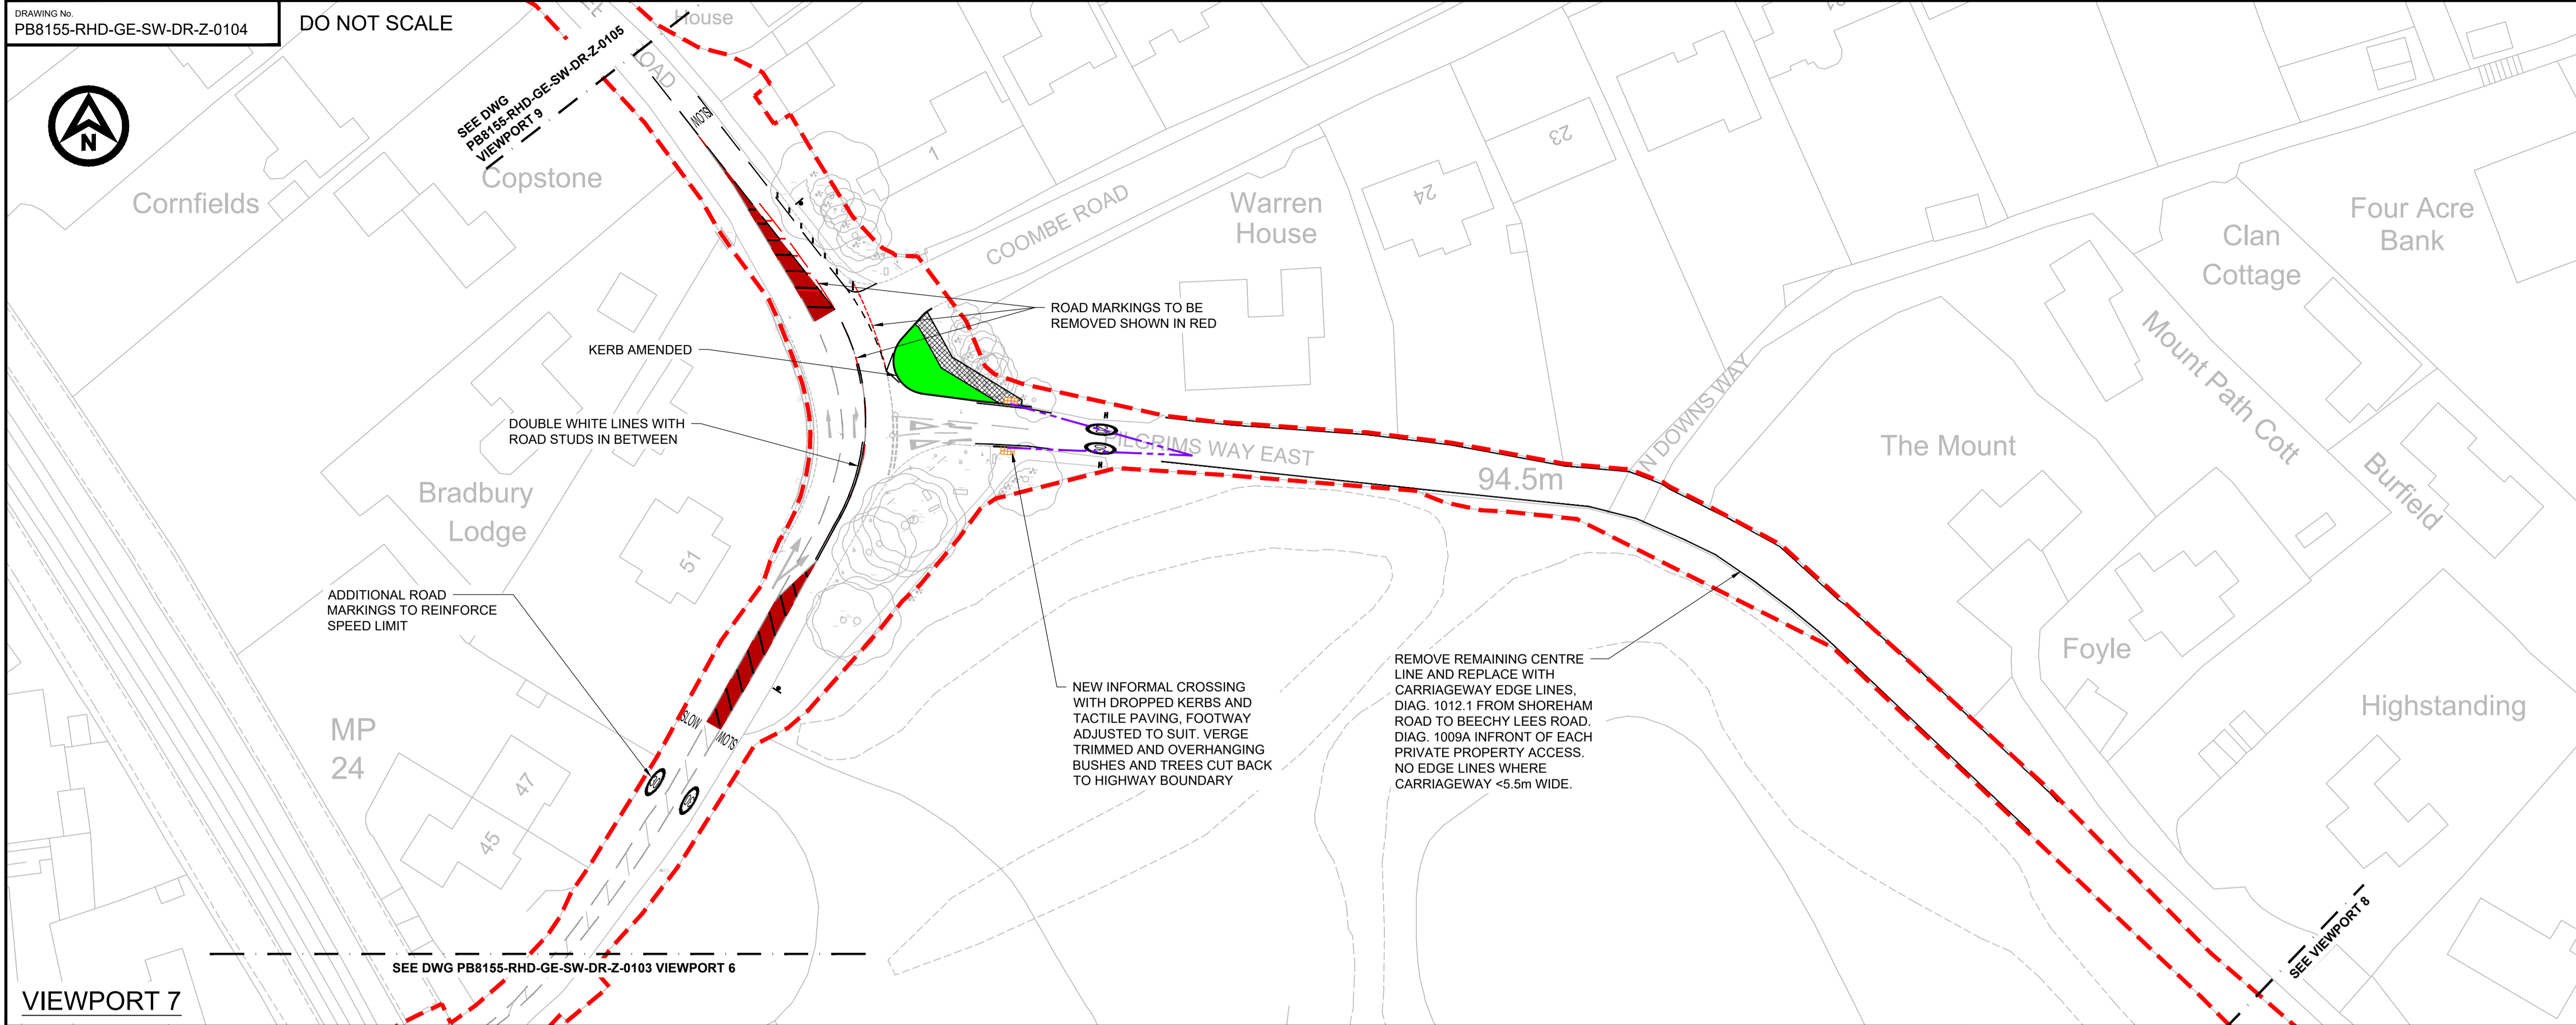 DRAWING No.
PB8155-RHD-GE-SW-DR-Z-0104
DO NOT SCALE
N
House
OAD
SEE DWG
PB8155-RHD-GE-SW-DR-Z-0105
VIEWPORT 9
SLOW
Cornfields
Copstone
1
COOMBE ROAD
Warren
House
24
23
Clan
Cottage
Four Acre
Bank
Mount Path Cott
Burfield
ROAD MARKINGS TO BE
REMOVED SHOWN IN RED
KERB AMENDED
DOUBLE WHITE LINES WITH
ROAD STUDS IN BETWEEN
PILGRIMS WAY EAST
N DOWNS WAY
94.5m
The Mount
Bradbury
Lodge
51
ADDITIONAL ROAD
MARKINGS TO REINFORCE
SPEED LIMIT
NEW INFORMAL CROSSING
WITH DROPPED KERBS AND
TACTILE PAVING, FOOTWAY
ADJUSTED TO SUIT. VERGE
TRIMMED AND OVERHANGING
BUSHES AND TREES CUT BACK
TO HIGHWAY BOUNDARY
REMOVE REMAINING CENTRE
LINE AND REPLACE WITH
CARRIAGEWAY EDGE LINES,
DIAG. 1012.1 FROM SHOREHAM
ROAD TO BEECHY LEES ROAD.
DIAG. 1009A INFRONT OF EACH
PRIVATE PROPERTY ACCESS.
NO EDGE LINES WHERE
CARRIAGEWAY <5.5m WIDE.
Foyle
Highstanding
SLOW
SLOW
MP
24
47
45
SEE DWG PB8155-RHD-GE-SW-DR-Z-0103 VIEWPORT 6
SEE VIEWPORT 8
VIEWPORT 7